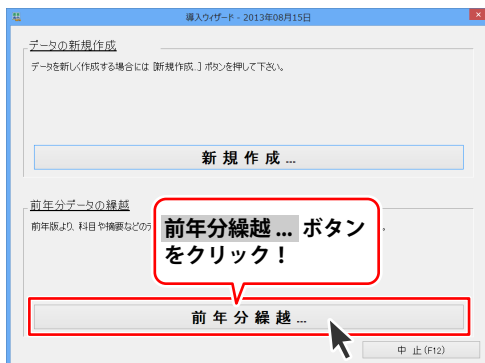 導入ウィザード - 2013年08月15日
データの新規作成
データを新しく作成する場合には [新規作成...] ボタンを押して下さい。
新 規 作 成 ...
前年分データの繰越
前年版より、科目や摘要などのデ
前年分繰越 ... ボタン
をクリック！
前 年 分 繰 越 ...
中 止 (F12)